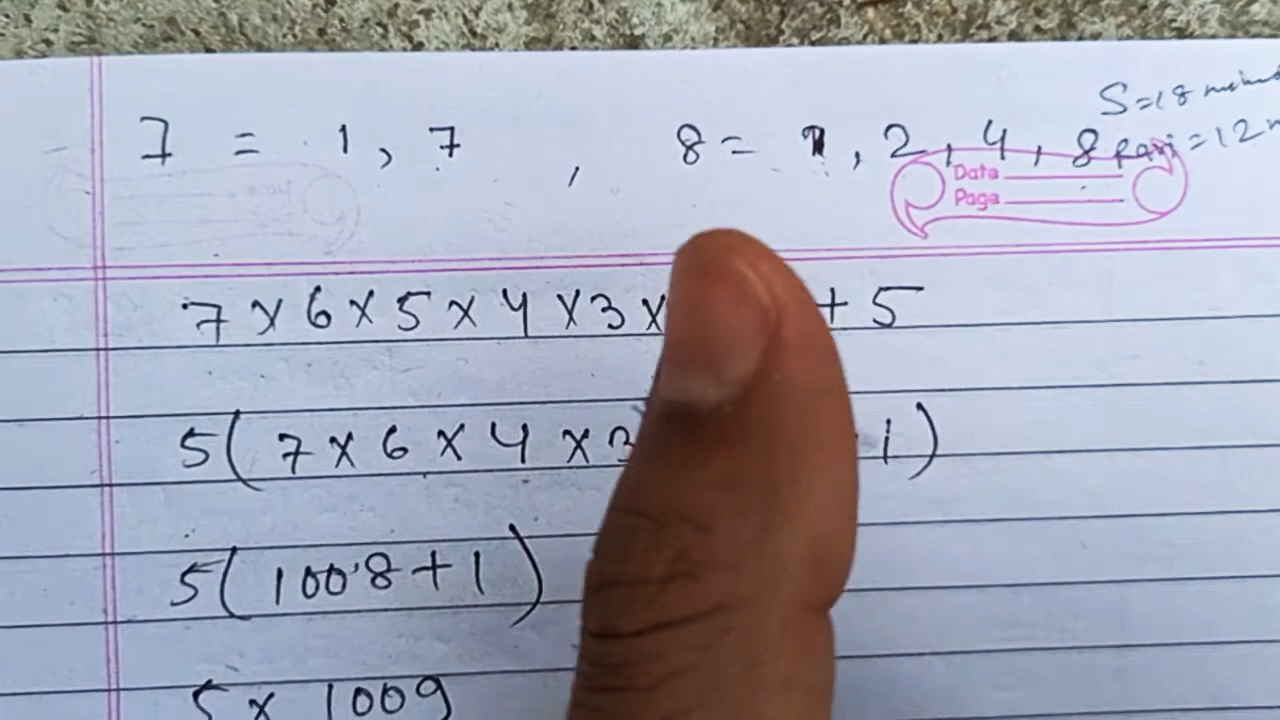 S=18
7 = 1, 7 , 8 = 1, 2, 4, 8 =12
Data
Page
7 x 6 x 5 x 4 x 3 x + 5
5( 7 x 6 x 4 x 3 1)
5( 1008 + 1 )
5 x 1009